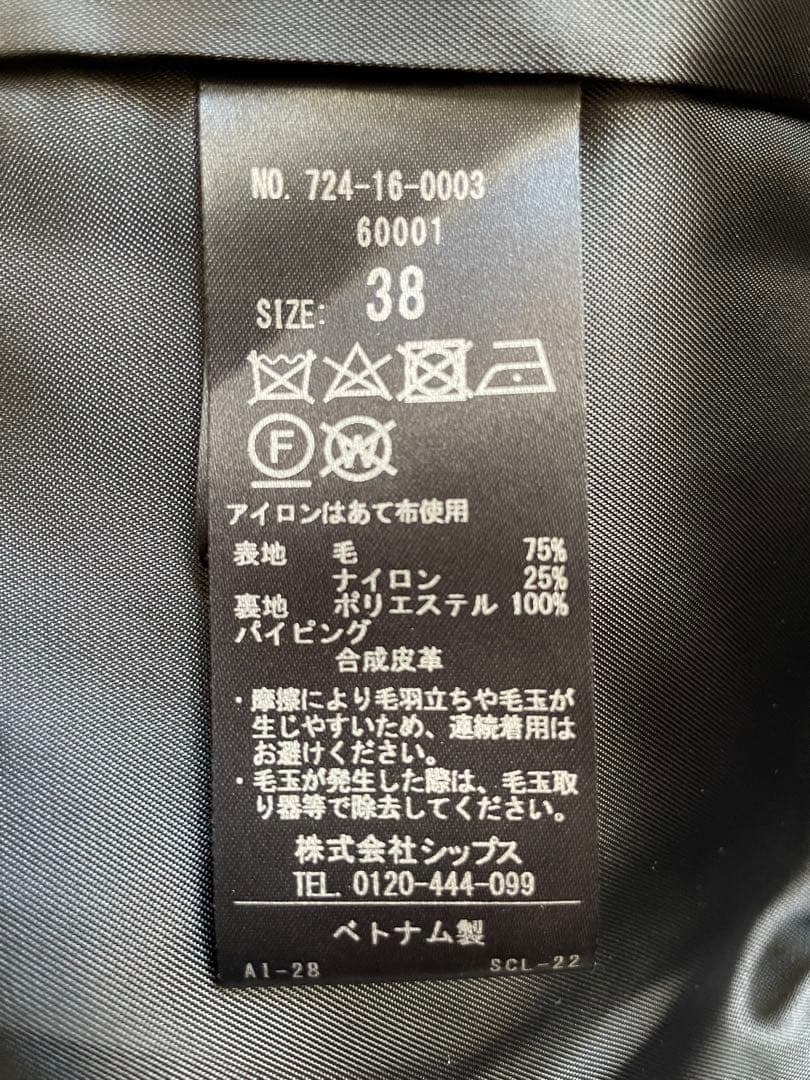 NO. 724-16-0003
60001
SIZE: 38
F W
アイロンはあて布使用
表地 毛 75%
ナイロン 25%
裏地 ポリエステル 100%
パイピング
合成皮革
・摩擦により毛羽立ちや毛玉が
生じやすいため、連続着用は
お避けください。
・毛玉が発生した際は、毛玉取
り器等で除去してください。
株式会社シップス
TEL. 0120-444-099
ベトナム製
AI-28 SCL-22